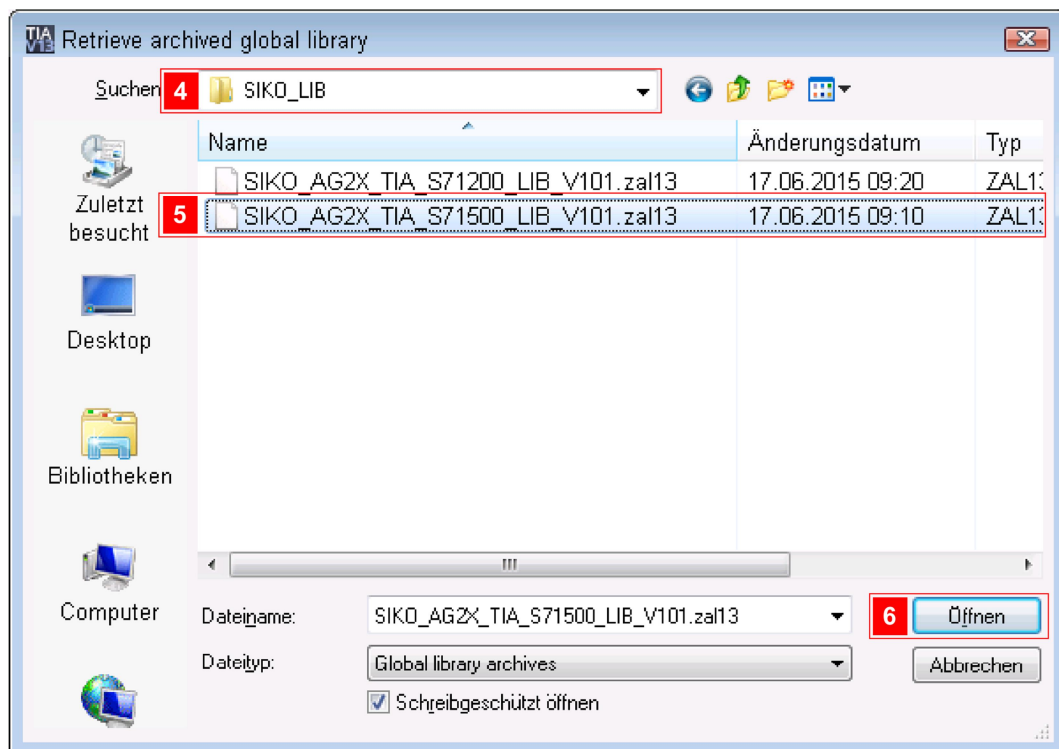 TIA V13 Retrieve archived global library
Suchen 4 SIKO_LIB
Name Änderungsdatum Typ
SIKO_AG2X_TIA_S71200_LIB_V101.zal13 17.06.2015 09:20 ZAL1
5 SIKO_AG2X_TIA_S71500_LIB_V101.zal13 17.06.2015 09:10 ZAL1
Zuletzt
besucht
Desktop
Bibliotheken
Computer
Dateiname: SIKO_AG2X_TIA_S71500_LIB_V101.zal13 6 Öffnen
Dateityp: Global library archives Abbrechen
Schreibgeschützt öffnen